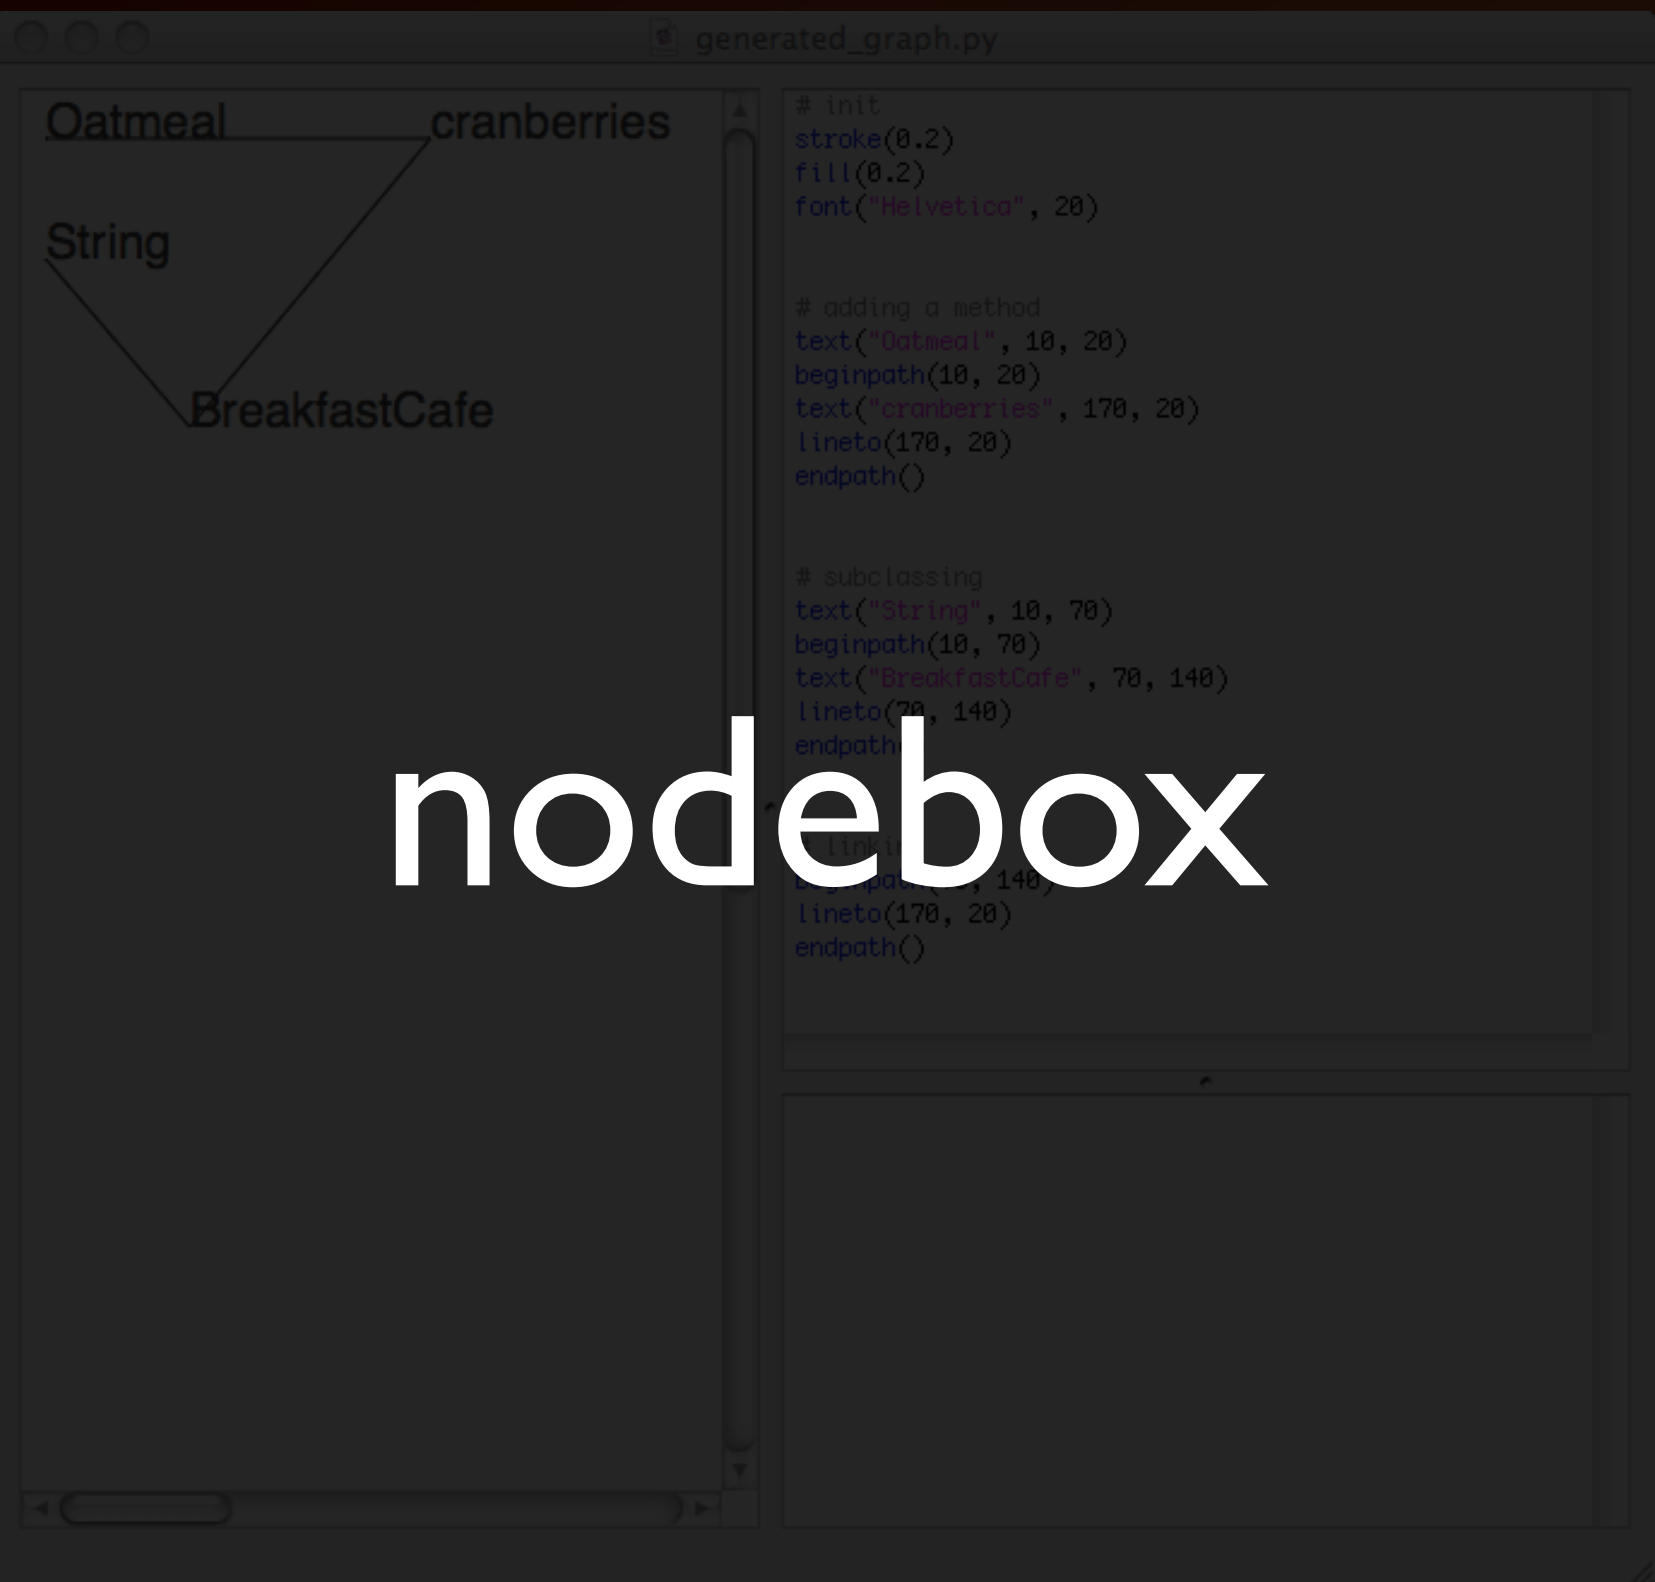 generated_graph.py
Oatmeal cranberries
String
BreakfastCafe
# init
stroke(0.2)
fill(0.2)
font("Helvetica", 20)
# adding a method
text("Oatmeal", 10, 20)
beginpath(10, 20)
text("cranberries", 170, 20)
lineto(170, 20)
endpath()
# subclassing
text("String", 10, 70)
beginpath(10, 70)
text("BreakfastCafe", 70, 140)
lineto(70, 140)
endpath
nodebox
140)
lineto(170, 20)
endpath()